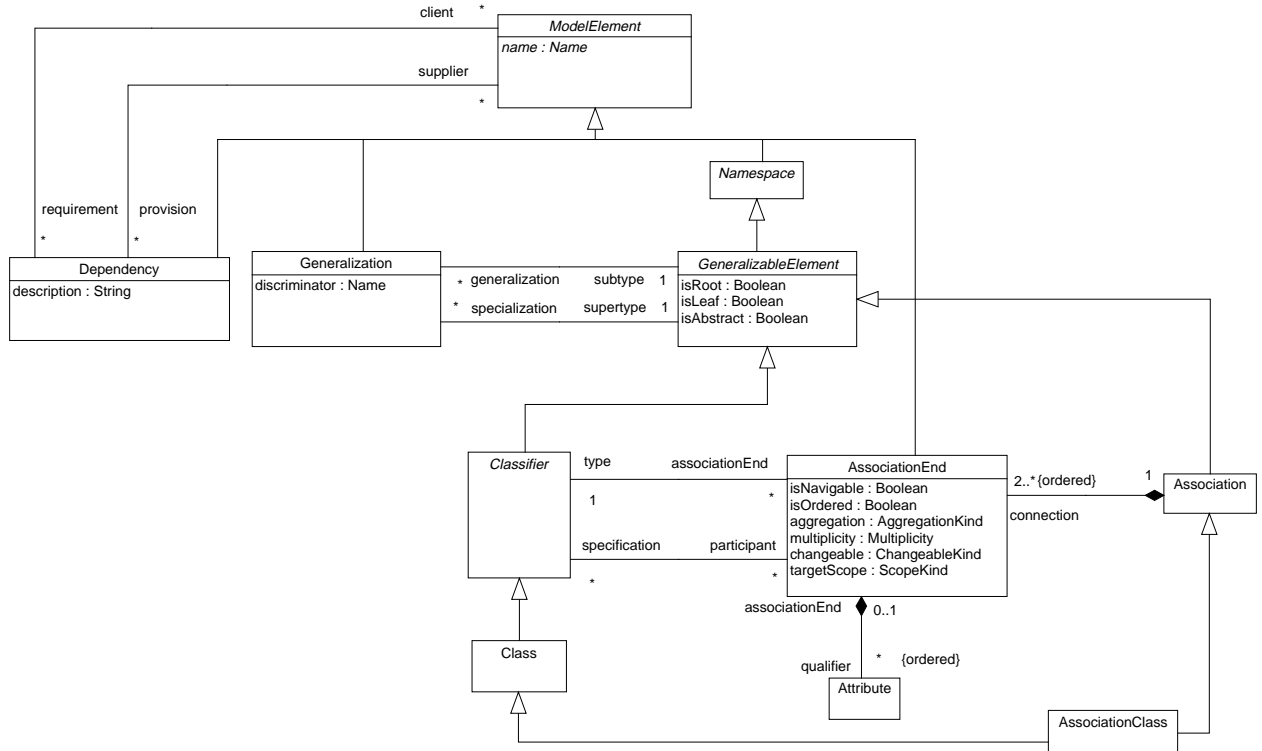 client *
ModelElement
name : Name
supplier
*
Namespace
requirement provision
* *
Dependency
description : String
Generalization
discriminator : Name
* generalization subtype 1
* specialization supertype 1
GeneralizableElement
isRoot : Boolean
isLeaf : Boolean
isAbstract : Boolean
Classifier
type associationEnd
1 *
specification participant
* *
AssociationEnd
isNavigable : Boolean
isOrdered : Boolean
aggregation : AggregationKind
multiplicity : Multiplicity
changeable : ChangeableKind
targetScope : ScopeKind
2..* {ordered} 1
connection
Association
associationEnd 0..1
Class
qualifier * {ordered}
Attribute
AssociationClass